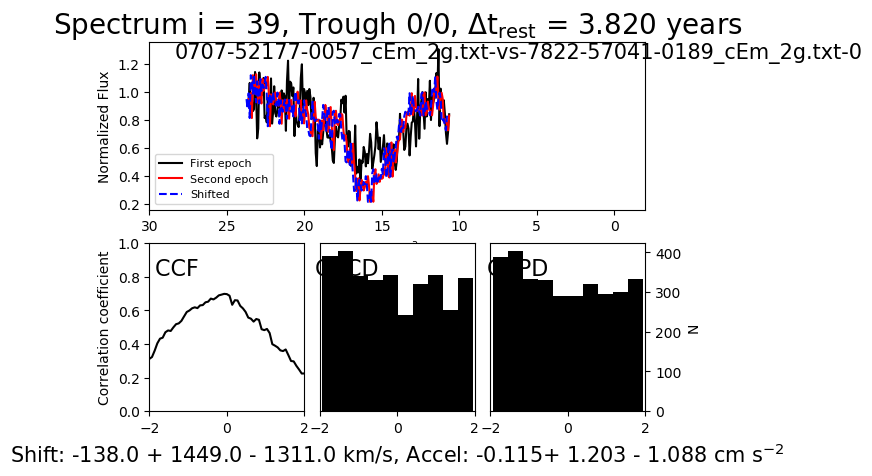 Spectrum i = 39, Trough 0/0, Δt_rest = 3.820 years
0707-52177-0057_cEm_2g.txt-vs-7822-57041-0189_cEm_2g.txt-0
Normalized Flux
1.2
1.0
0.8
0.6
0.4
0.2
First epoch
Second epoch
Shifted
30 25 20 15 10 5 0
Correlation coefficient
1.0
0.8
0.6
0.4
0.2
0.0
CCF
−2 0 2
−2 0 2
−2 0 2
400
300
200
100
0
N
Shift: -138.0 + 1449.0 - 1311.0 km/s, Accel: -0.115+ 1.203 - 1.088 cm s⁻²